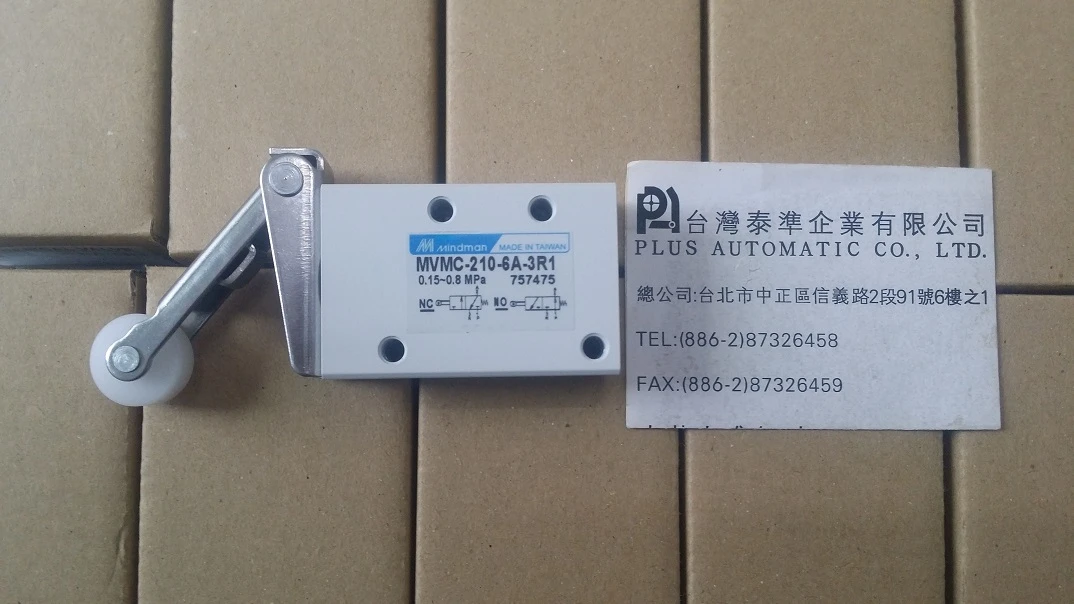 mindman MADE IN TAIWAN
MVMC-210-6A-3R1
0.15~0.8 MPa 757475
NC NO
台灣泰準企業有限公司
PLUS AUTOMATIC CO., LTD.
總公司:台北市中正區信義路2段91號6樓之1
TEL:(886-2)87326458
FAX:(886-2)87326459